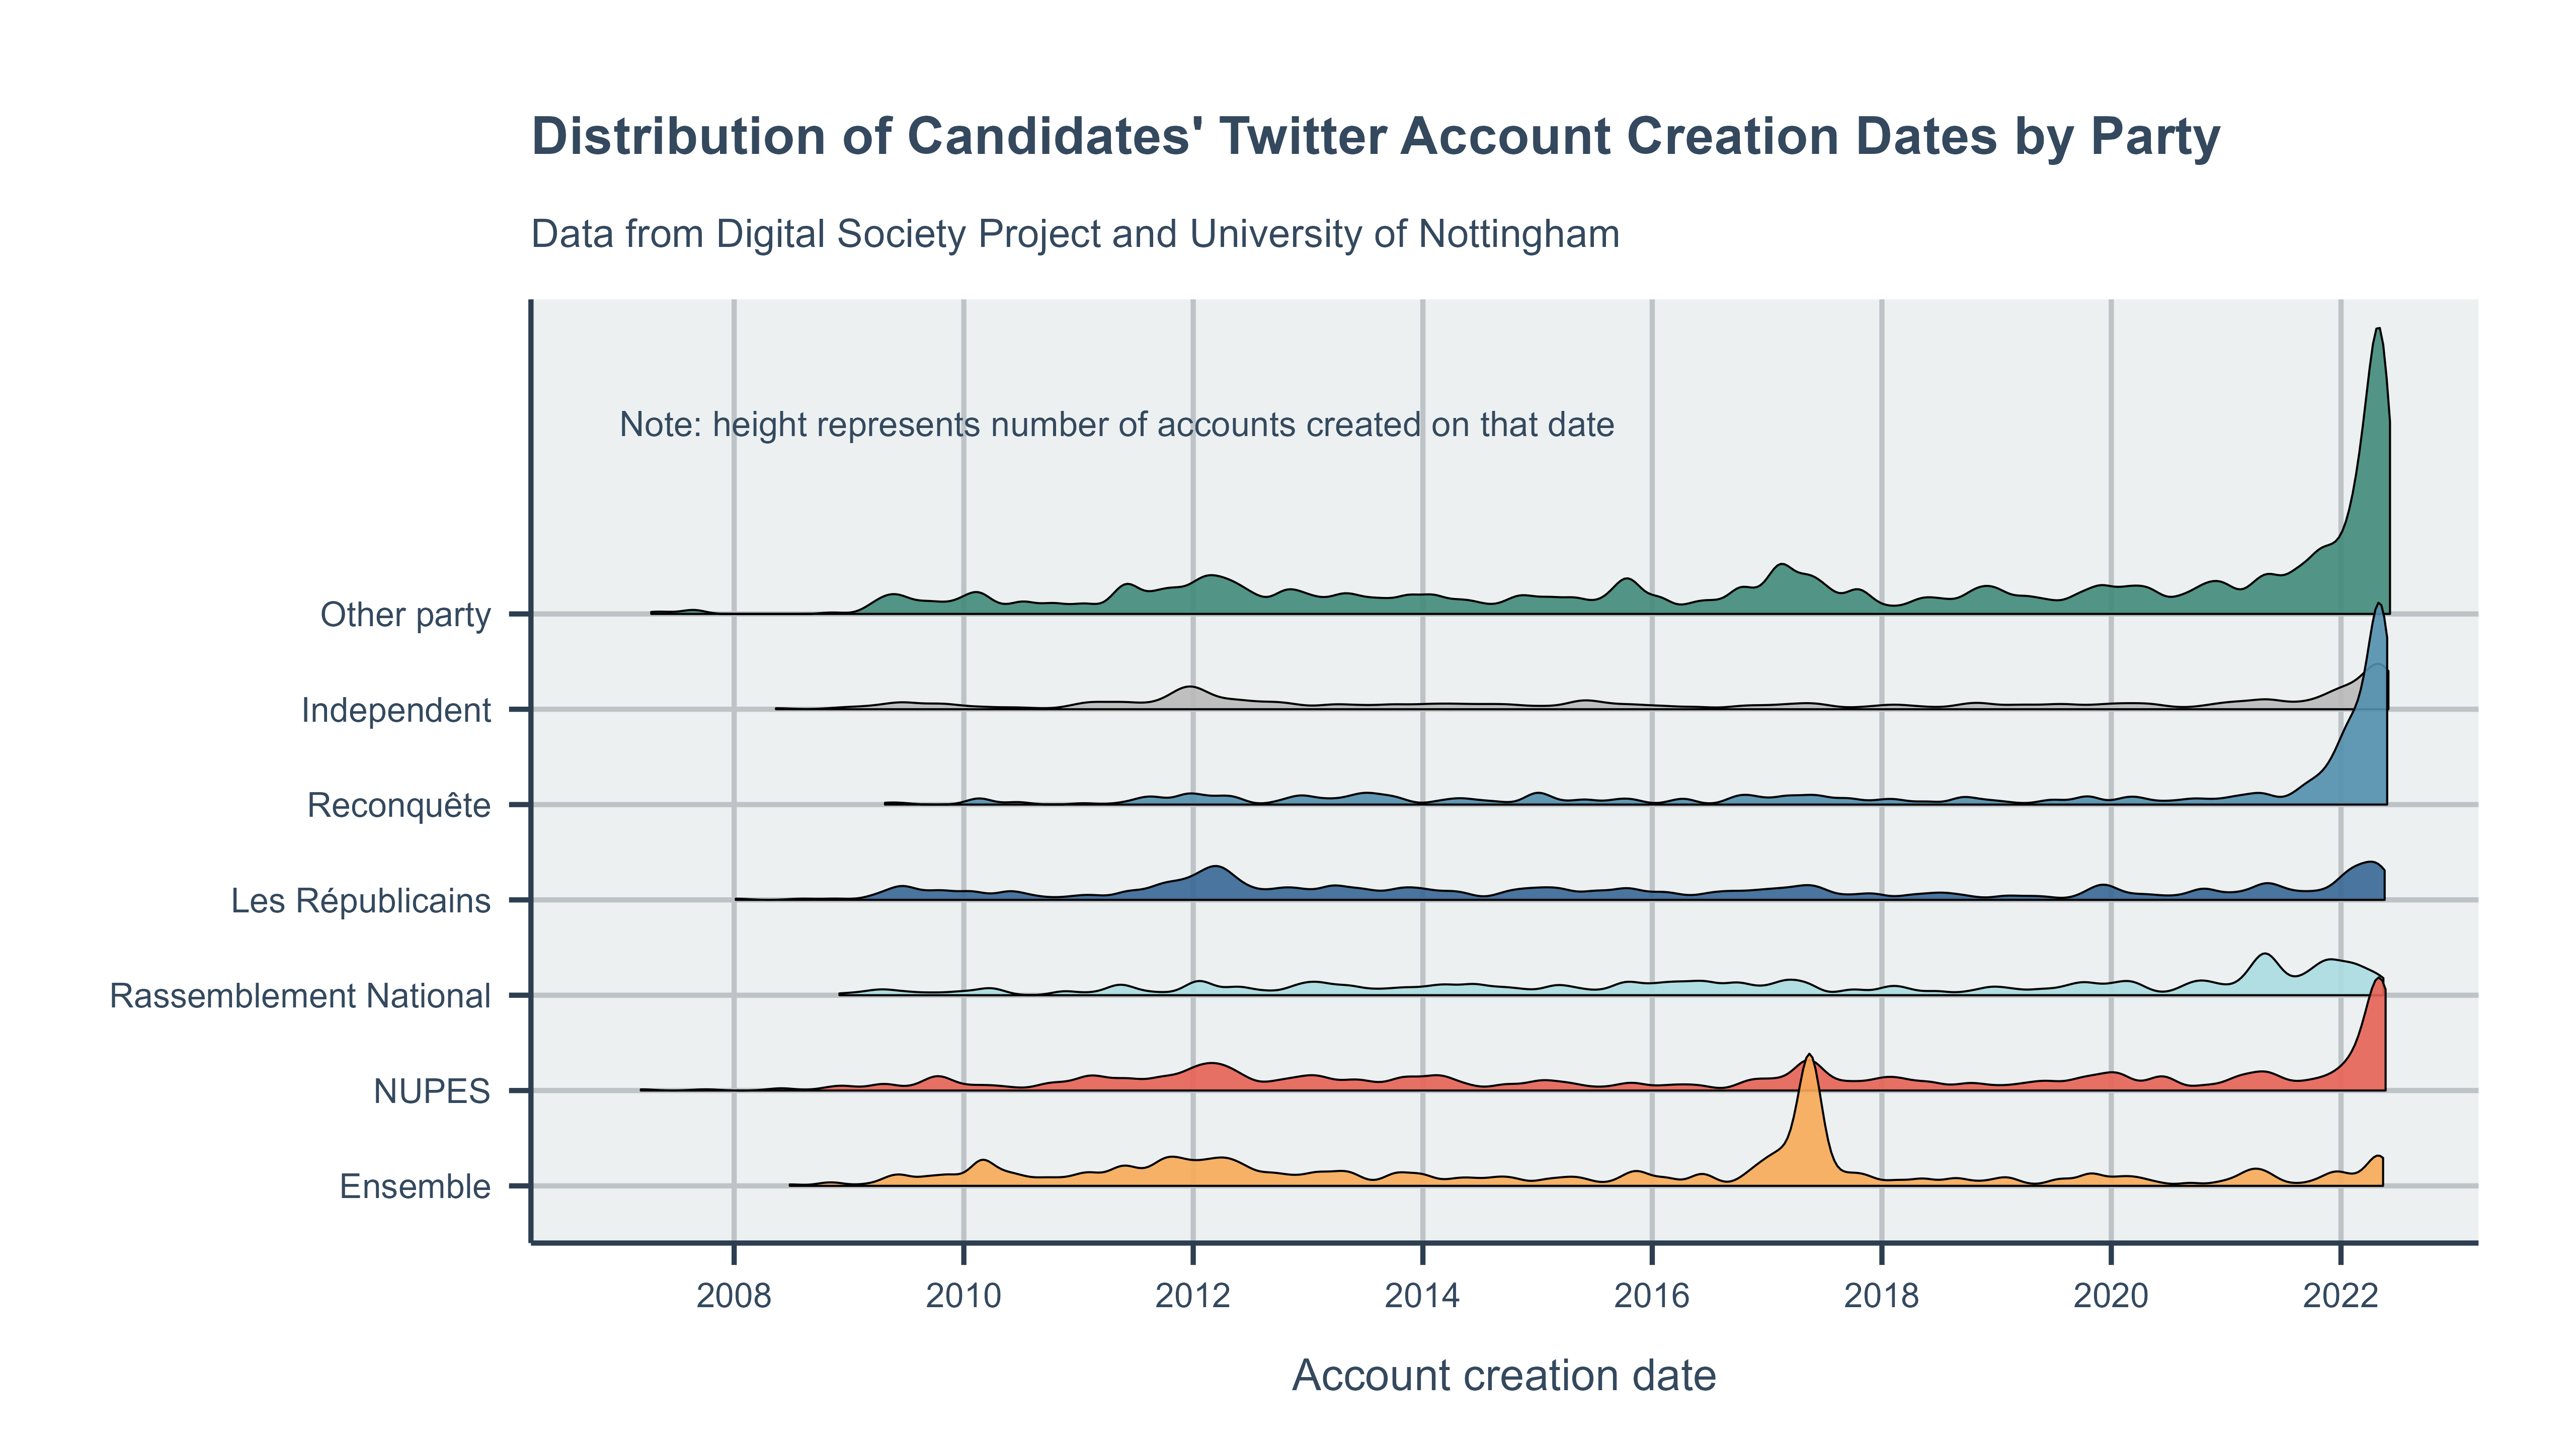 Distribution of Candidates' Twitter Account Creation Dates by Party
Data from Digital Society Project and University of Nottingham
Note: height represents number of accounts created on that date
Other party
Independent
Reconquête
Les Républicains
Rassemblement National
NUPES
Ensemble
2008 2010 2012 2014 2016 2018 2020 2022
Account creation date